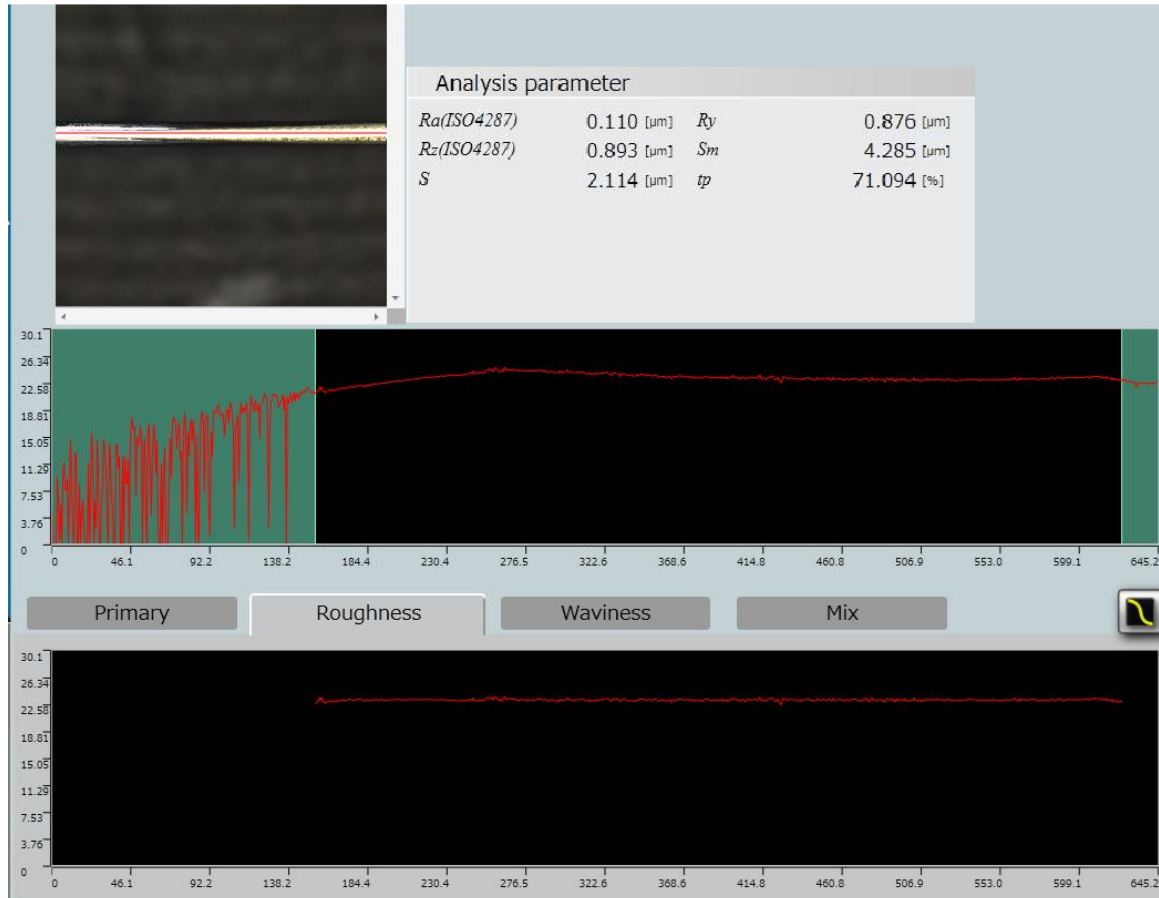 Analysis parameter
Ra(ISO4287) 0.110 [µm] Ry 0.876 [µm]
Rz(ISO4287) 0.893 [µm] Sm 4.285 [µm]
S 2.114 [µm] tp 71.094 [%]
30.1
26.34
22.58
18.81
15.05
11.29
7.53
3.76
0
0 46.1 92.2 138.2 184.4 230.4 276.5 322.6 368.6 414.8 460.8 506.9 553.0 599.1 645.2
Primary Roughness Waviness Mix
30.1
26.34
22.58
18.81
15.05
11.29
7.53
3.76
0
0 46.1 92.2 138.2 184.4 230.4 276.5 322.6 368.6 414.8 460.8 506.9 553.0 599.1 645.2